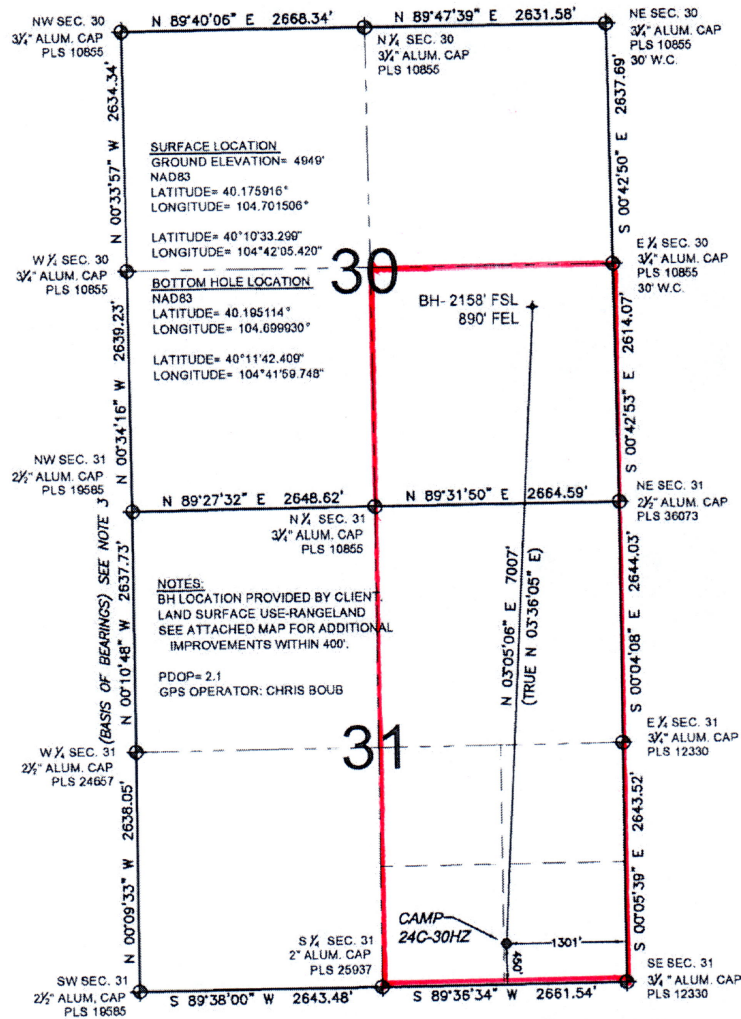 NW SEC. 30
3¼" ALUM. CAP
PLS 10855
N 89°40'06" E 2668.34'
N 89°47'39" E 2631.58'
NE SEC. 30
3¼" ALUM. CAP
PLS 10855
30' W.C.
N ¼ SEC. 30
3¼" ALUM. CAP
PLS 10855
N 00°33'57" W 2634.34'
S 00°42'50" E 2637.69'
SURFACE LOCATION
GROUND ELEVATION= 4949'
NAD83
LATITUDE= 40.175916°
LONGITUDE= 104.701506°
LATITUDE= 40°10'33.299"
LONGITUDE= 104°42'05.420"
W ¼ SEC. 30
3¼" ALUM. CAP
PLS 10855
30
E ¼ SEC. 30
3¼" ALUM. CAP
PLS 10855
30' W.C.
BOTTOM HOLE LOCATION
NAD83
LATITUDE= 40.195114°
LONGITUDE= 104.699930°
LATITUDE= 40°11'42.409"
LONGITUDE= 104°41'59.748"
BH- 2158' FSL
890' FEL
N 00°34'16" W 2639.23'
S 00°42'53" E 2614.07'
NW SEC. 31
2½" ALUM. CAP
PLS 19585
N 89°27'32" E 2648.62'
N 89°31'50" E 2664.59'
NE SEC. 31
2½" ALUM. CAP
PLS 36073
N ¼ SEC. 31
3¼" ALUM. CAP
PLS 10855
(BASIS OF BEARINGS) SEE NOTE 3
N 00°10'48" W 2637.73'
NOTES:
BH LOCATION PROVIDED BY CLIENT.
LAND SURFACE USE-RANGELAND
SEE ATTACHED MAP FOR ADDITIONAL
IMPROVEMENTS WITHIN 400'.
PDOP= 2.1
GPS OPERATOR: CHRIS BOUB
N 03°05'06" E 7007'
(TRUE N 03°36'05" E)
S 00°04'08" E 2644.03'
W ¼ SEC. 31
2½" ALUM. CAP
PLS 24657
31
E ¼ SEC. 31
3¼" ALUM. CAP
PLS 12330
N 00°09'33" W 2638.05'
S 00°05'39" E 2643.52'
CAMP
24C-30HZ
1301'
450'
S ¼ SEC. 31
2" ALUM. CAP
PLS 25937
SW SEC. 31
2½" ALUM. CAP
PLS 19585
S 89°38'00" W 2643.48'
S 89°36'34" W 2661.54'
SE SEC. 31
3¼" ALUM. CAP
PLS 12330